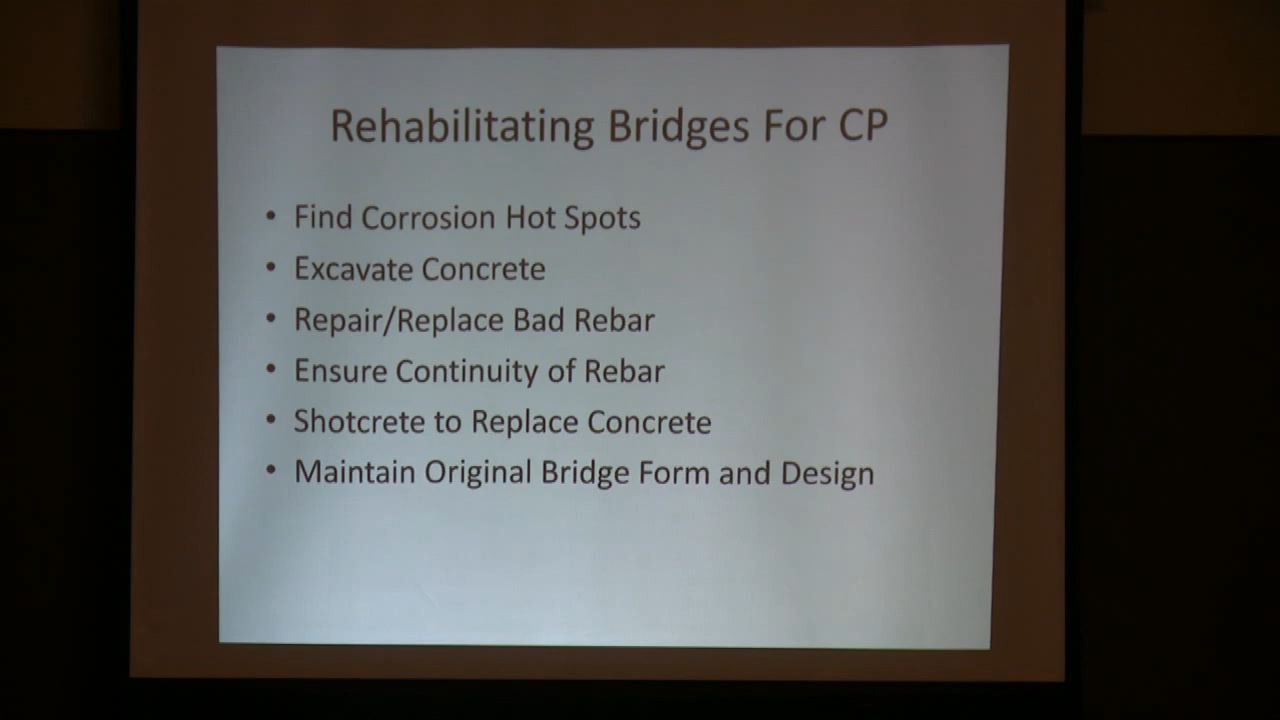 Rehabilitating Bridges For CP
• Find Corrosion Hot Spots
• Excavate Concrete
• Repair/Replace Bad Rebar
• Ensure Continuity of Rebar
• Shotcrete to Replace Concrete
• Maintain Original Bridge Form and Design